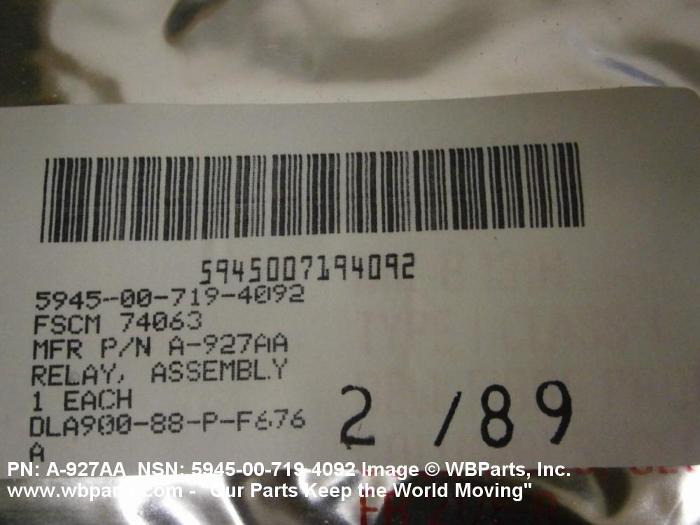 5945007194092
5945-00-719-4092
FSCM 74063
MFR P/N A-927AA
RELAY, ASSEMBLY
1 EACH
DLA900-88-P-F676
A
2 /89
PN: A-927AA NSN: 5945-00-719-4092 Image © WBParts, Inc.
www.wbparts.com - "Our Parts Keep the World Moving"